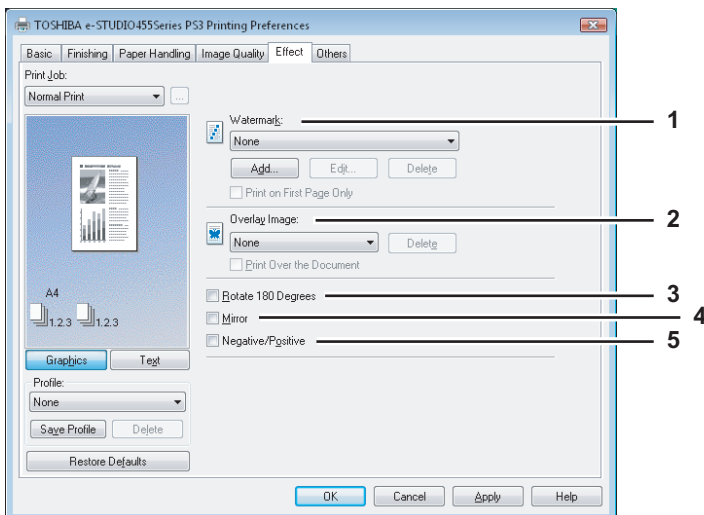 TOSHIBA e-STUDIO455Series PS3 Printing Preferences
Basic Finishing Paper Handling Image Quality Effect Others
Print Job:
Normal Print
...
Watermark:
1
None
Add... Edit... Delete
Print on First Page Only
Overlay Image:
2
None
Delete
Print Over the Document
A4
1.2.3 1.2.3
Rotate 180 Degrees
3
Mirror
4
Negative/Positive
5
Graphics Text
Profile:
None
Save Profile Delete
Restore Defaults
OK Cancel Apply Help